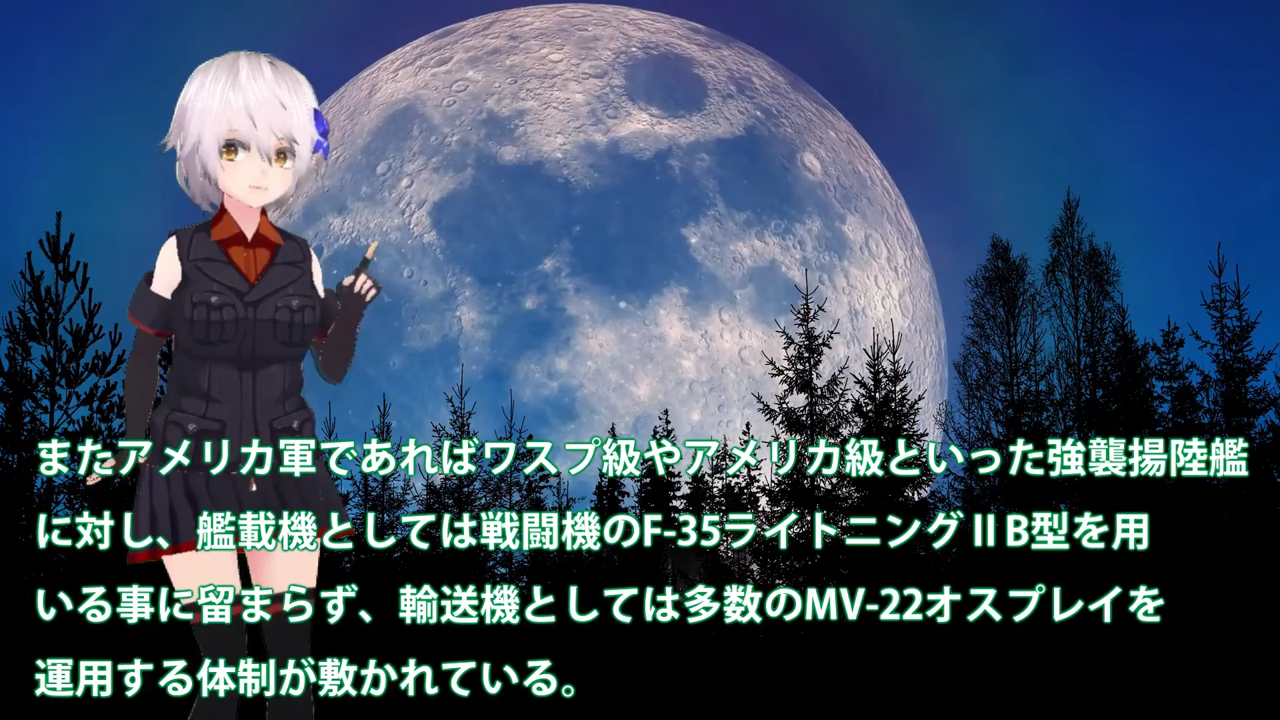 またアメリカ軍であればワスプ級やアメリカ級といった強襲揚陸艦
に対し、艦載機としては戦闘機のF-35ライトニングⅡB型を用
いる事に留まらず、輸送機としては多数のMV-22オスプレイを
運用する体制が敷かれている。